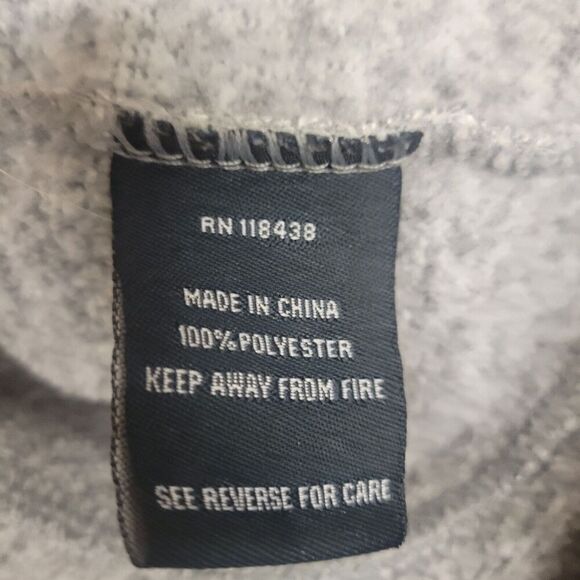 RN 118438
MADE IN CHINA
100%POLYESTER
KEEP AWAY FROM FIRE
SEE REVERSE FOR CARE